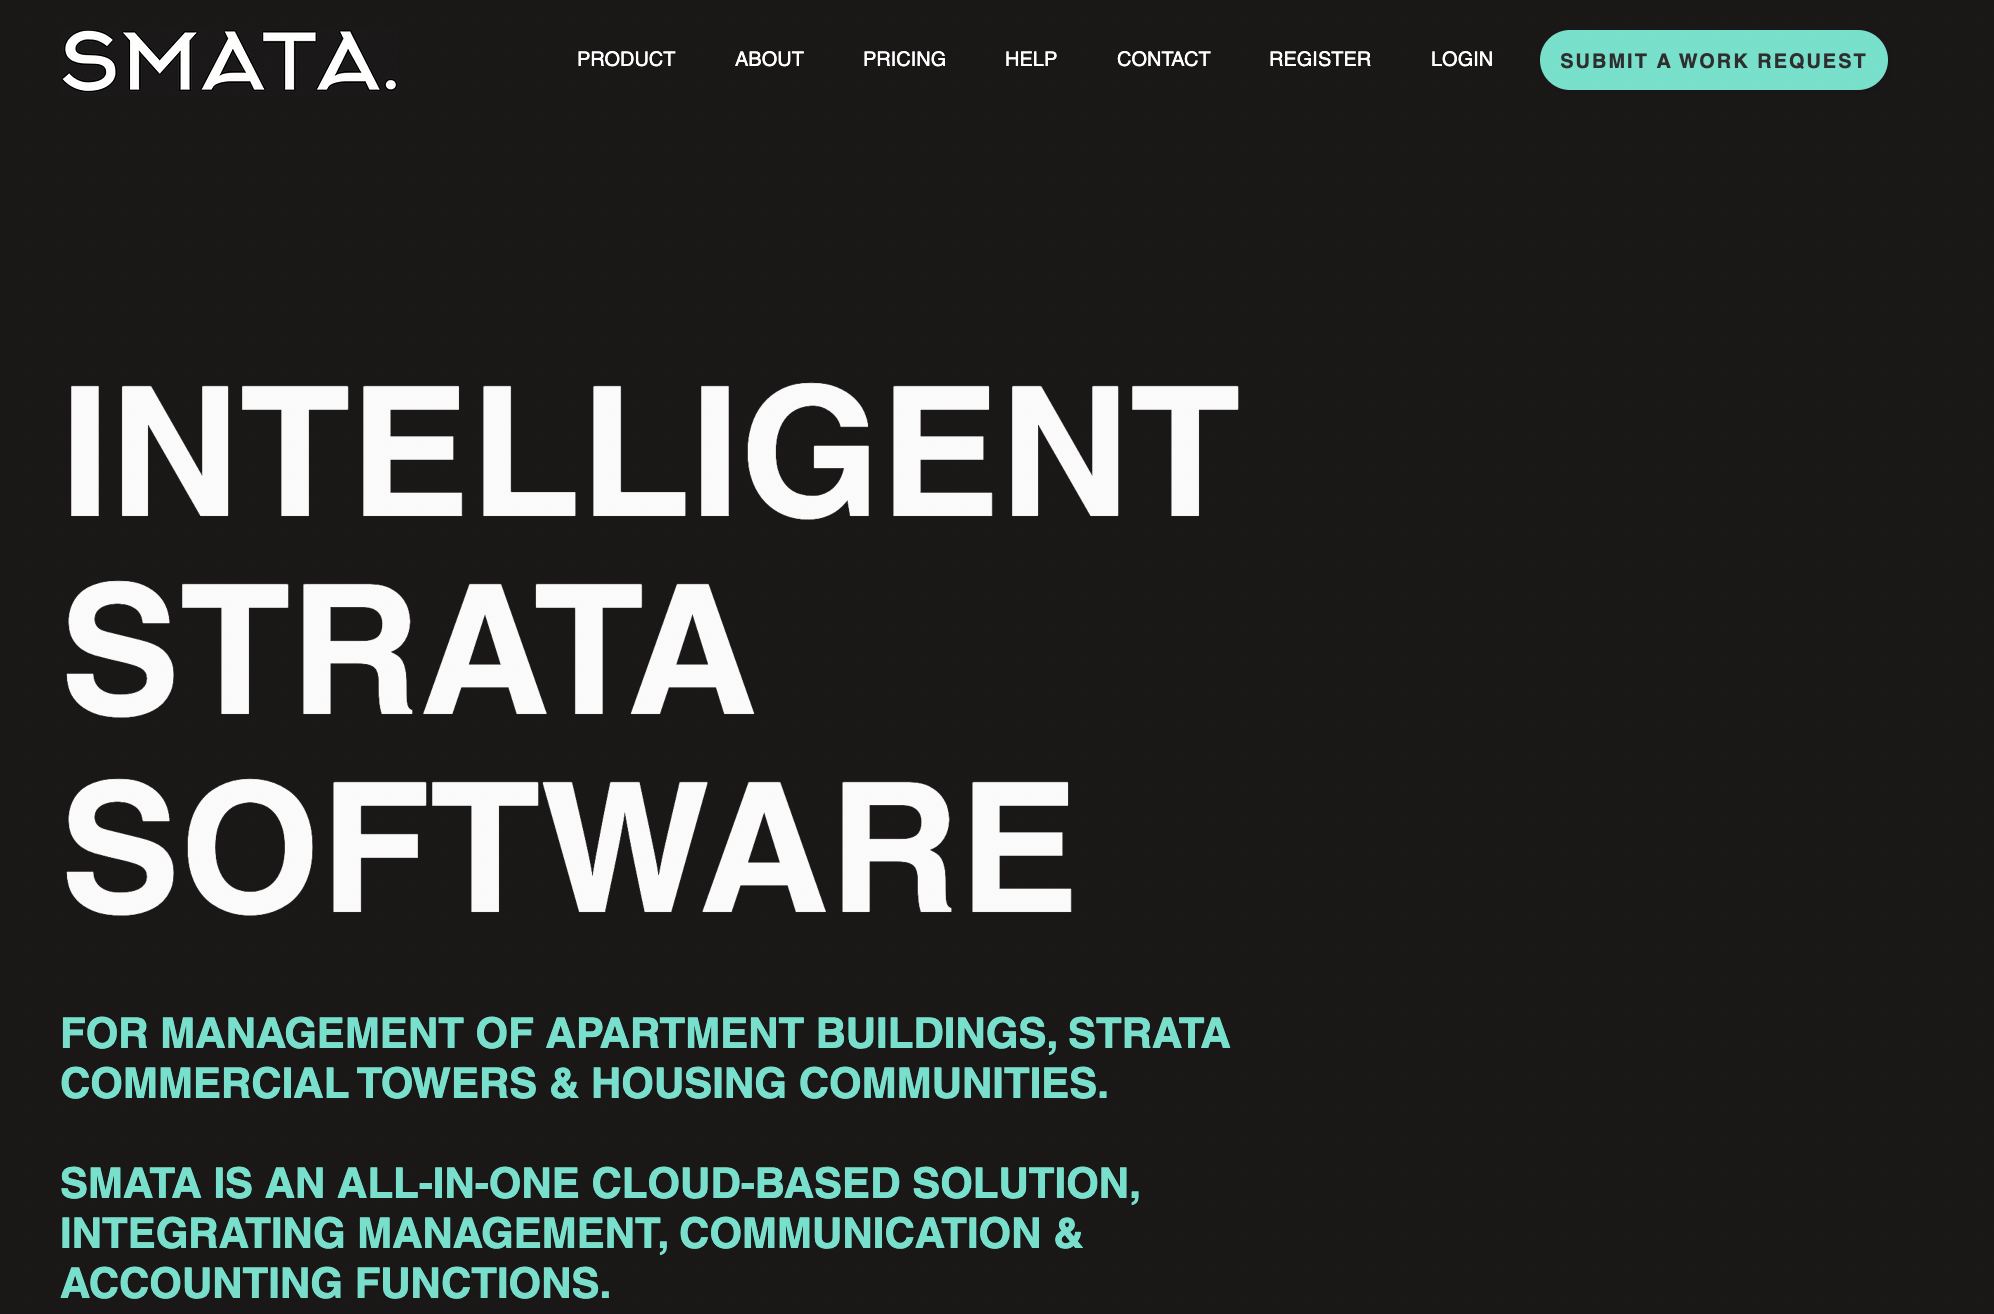 SMATA.
PRODUCT
ABOUT
PRICING
HELP
CONTACT
REGISTER
LOGIN
SUBMIT A WORK REQUEST
INTELLIGENT
STRATA
SOFTWARE
FOR MANAGEMENT OF APARTMENT BUILDINGS, STRATA
COMMERCIAL TOWERS & HOUSING COMMUNITIES.
SMATA IS AN ALL-IN-ONE CLOUD-BASED SOLUTION,
INTEGRATING MANAGEMENT, COMMUNICATION &
ACCOUNTING FUNCTIONS.